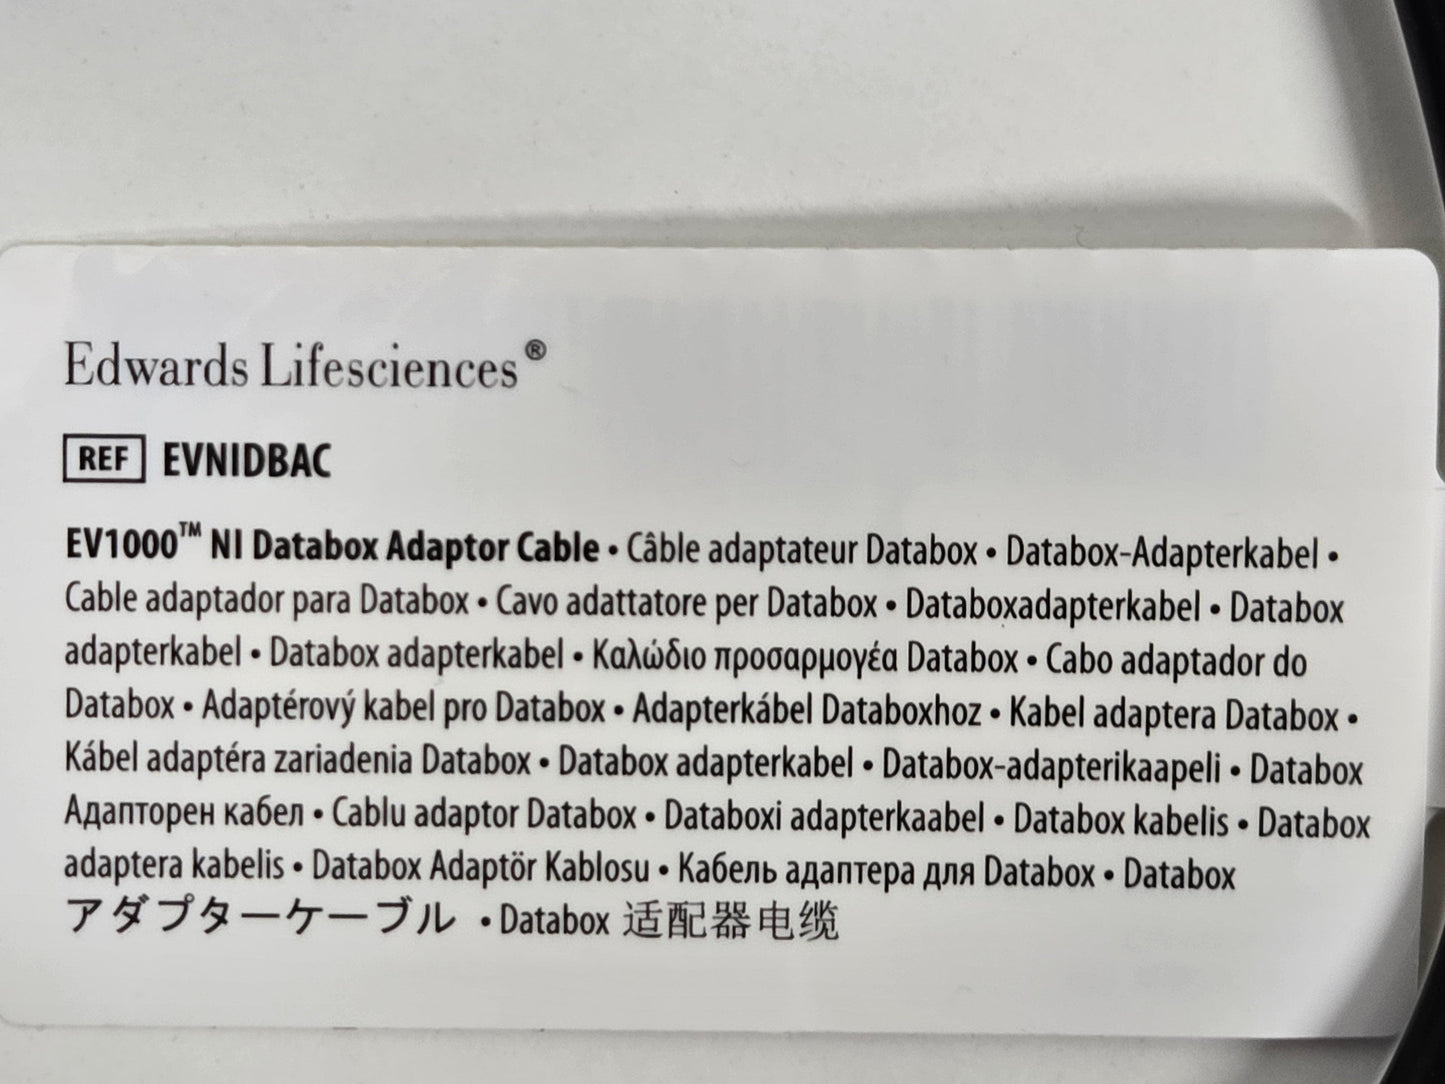 Edwards Lifesciences®
REF EVNIDBAC
EV1000™ NI Databox Adaptor Cable • Câble adaptateur Databox • Databox-Adapterkabel •
Cable adaptador para Databox • Cavo adattatore per Databox • Databoxadapterkabel • Databox
adapterkabel • Databox adapterkabel • Καλώδιο προσαρμογέα Databox • Cabo adaptador do
Databox • Adaptérový kabel pro Databox • Adapterkábel Databoxhoz • Kabel adaptera Databox •
Kábel adaptéra zariadenia Databox • Databox adapterkabel • Databox-adapterikaapeli • Databox
Адапторен кабел • Cablu adaptor Databox • Databoxi adapterkaabel • Databox kabelis • Databox
adaptera kabelis • Databox Adaptör Kablosu • Кабель адаптера для Databox • Databox
アダプターケーブル • Databox 适配器电缆